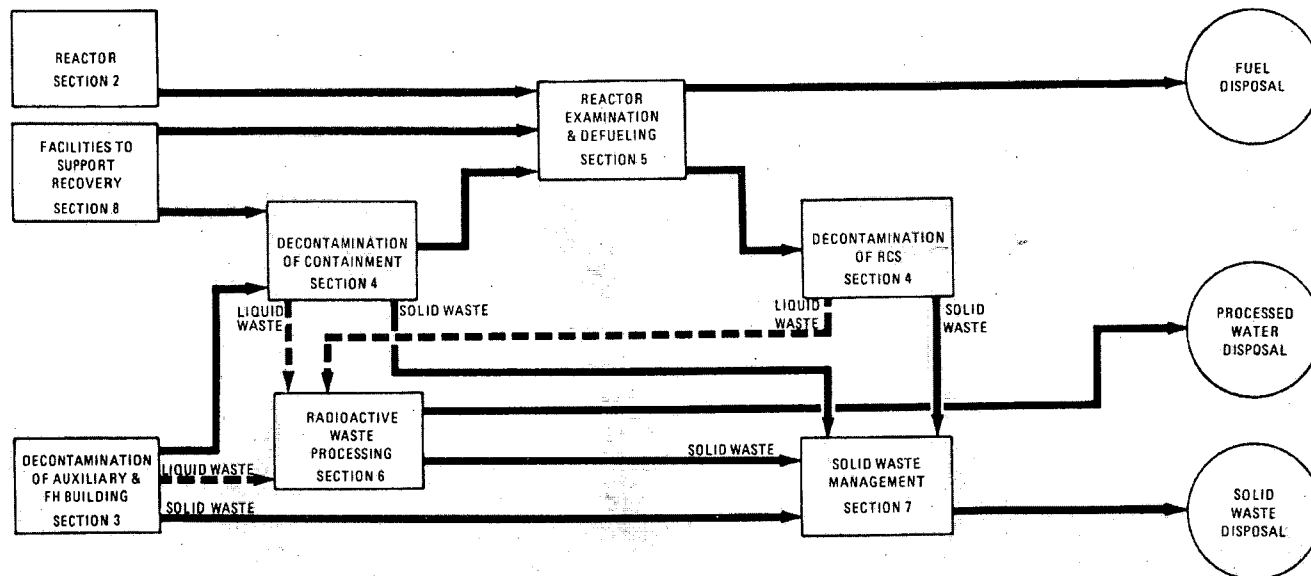 REACTOR
SECTION 2
FUEL
DISPOSAL
REACTOR
EXAMINATION
& DEFUELING
SECTION 5
FACILITIES TO
SUPPORT
RECOVERY
SECTION 8
DECONTAMINATION
OF CONTAINMENT
SECTION 4
DECONTAMINATION
OF RCS
SECTION 4
LIQUID
WASTE
SOLID WASTE
LIQUID
WASTE
SOLID
WASTE
PROCESSED
WATER
DISPOSAL
RADIOACTIVE
WASTE
PROCESSING
SECTION 6
DECONTAMINATION
OF AUXILIARY &
FH BUILDING
SECTION 3
LIQUID WASTE
SOLID WASTE
SOLID WASTE
SOLID WASTE
MANAGEMENT
SECTION 7
SOLID
WASTE
DISPOSAL